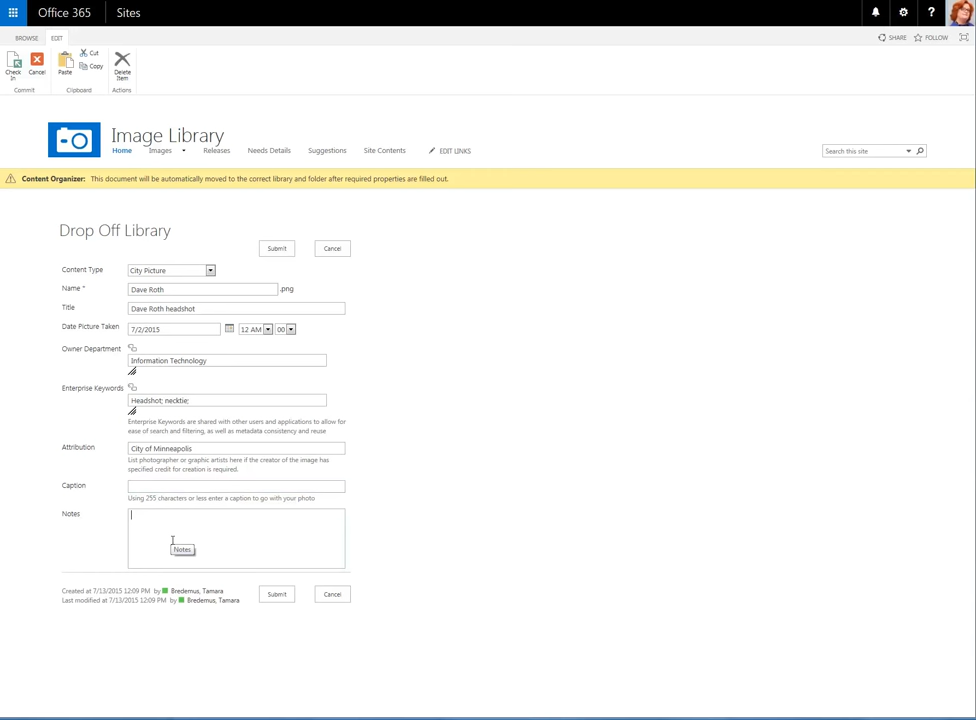 Office 365 Sites ?
BROWSE EDIT SHARE FOLLOW
Check In Cancel Paste Cut Copy Delete Item
Commit Clipboard Actions
Image Library
Home Images Releases Needs Details Suggestions Site Contents EDIT LINKS Search this site
Content Organizer: This document will be automatically moved to the correct library and folder after required properties are filled out.
Drop Off Library
Submit Cancel
Content Type City Picture
Name * Dave Roth .png
Title Dave Roth headshot
Date Picture Taken 7/2/2015 12 AM 00
Owner Department
Information Technology
Enterprise Keywords
Headshot; necktie;
Enterprise Keywords are shared with other users and applications to allow for
ease of search and filtering, as well as metadata consistency and reuse
Attribution City of Minneapolis
List photographer or graphic artists here if the creator of the image has
specified credit for creation is required.
Caption
Using 255 characters or less enter a caption to go with your photo
Notes
Notes
Created at 7/13/2015 12:09 PM by Bredemus, Tamara
Last modified at 7/13/2015 12:09 PM by Bredemus, Tamara
Submit Cancel